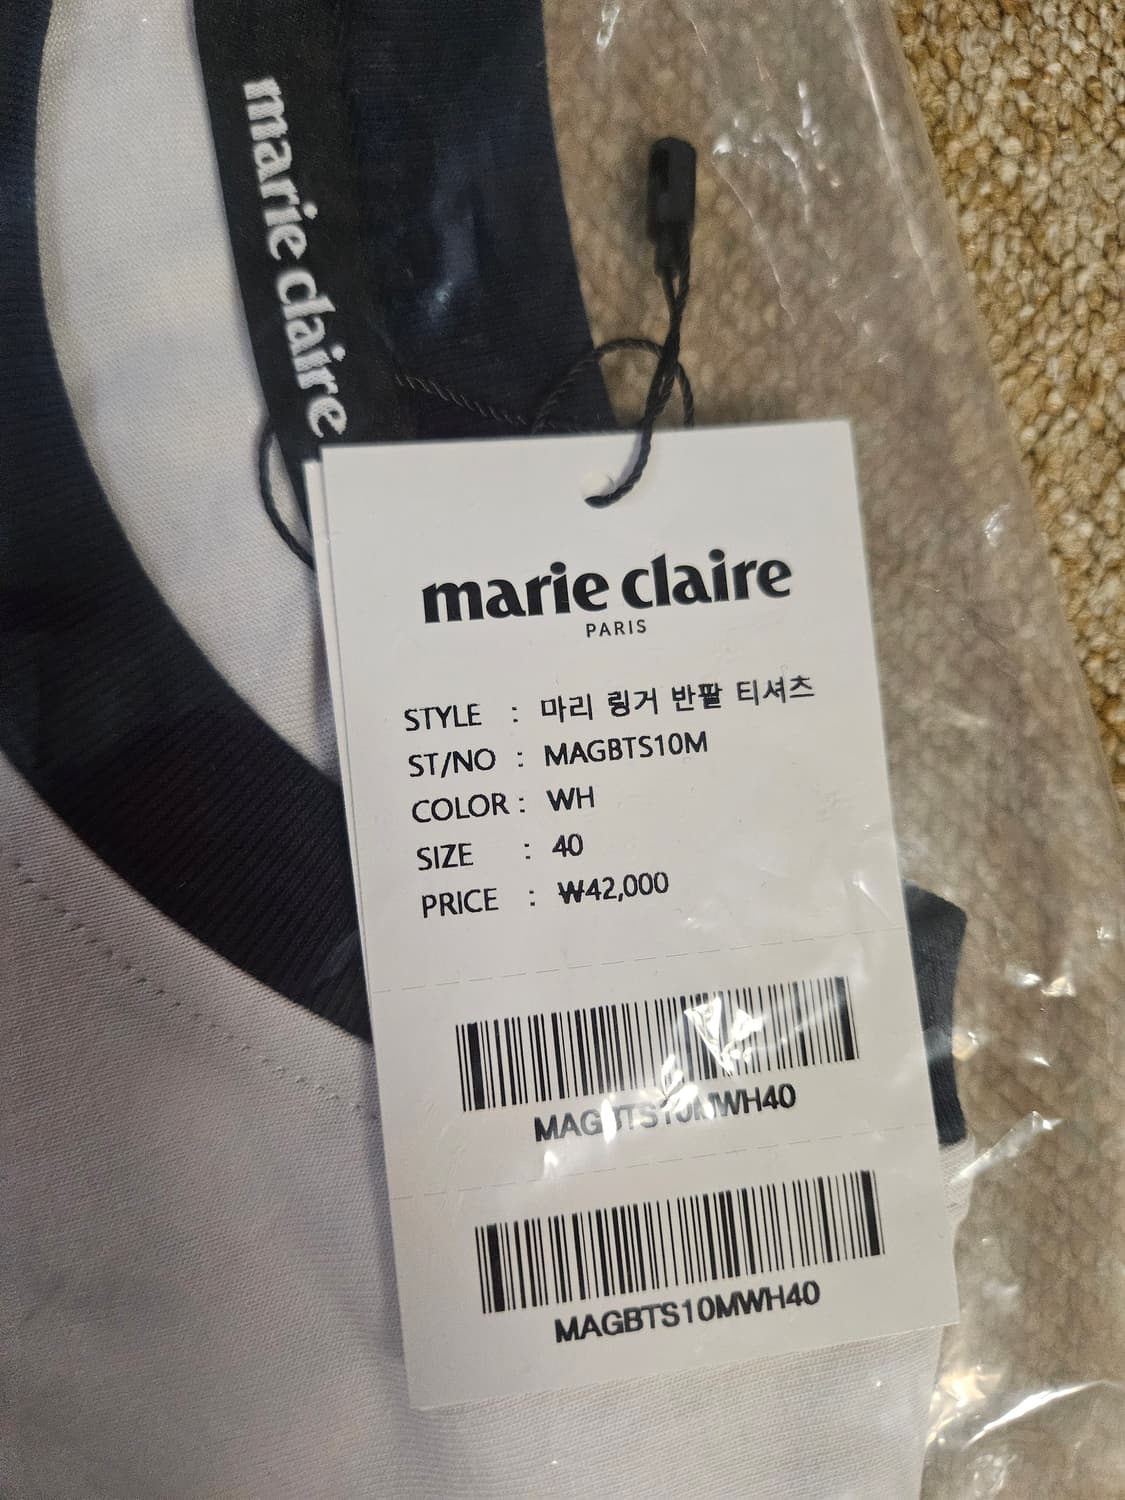 marie claire
marie claire
PARIS
STYLE : 마리 링거 반팔 티셔츠
ST/NO : MAGBTS10M
COLOR : WH
SIZE : 40
PRICE : ₩42,000
MAGBTS10MWH40
MAGBTS10MWH40